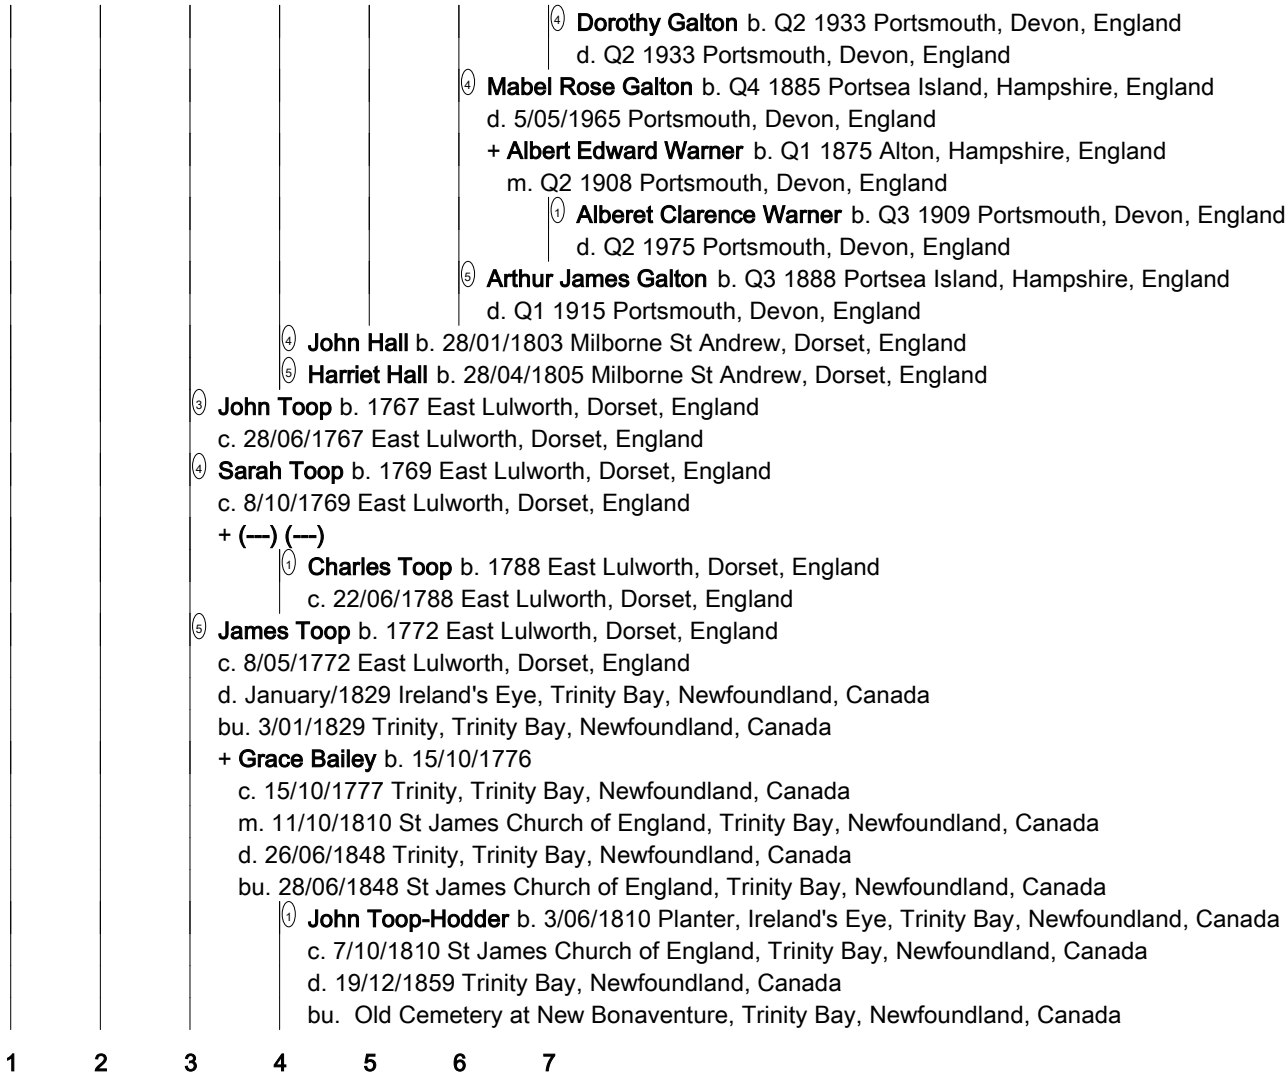 4 Dorothy Galton b. Q2 1933 Portsmouth, Devon, England
d. Q2 1933 Portsmouth, Devon, England
4 Mabel Rose Galton b. Q4 1885 Portsea Island, Hampshire, England
d. 5/05/1965 Portsmouth, Devon, England
+ Albert Edward Warner b. Q1 1875 Alton, Hampshire, England
m. Q2 1908 Portsmouth, Devon, England
1 Alberet Clarence Warner b. Q3 1909 Portsmouth, Devon, England
d. Q2 1975 Portsmouth, Devon, England
5 Arthur James Galton b. Q3 1888 Portsea Island, Hampshire, England
d. Q1 1915 Portsmouth, Devon, England
4 John Hall b. 28/01/1803 Milborne St Andrew, Dorset, England
5 Harriet Hall b. 28/04/1805 Milborne St Andrew, Dorset, England
3 John Toop b. 1767 East Lulworth, Dorset, England
c. 28/06/1767 East Lulworth, Dorset, England
4 Sarah Toop b. 1769 East Lulworth, Dorset, England
c. 8/10/1769 East Lulworth, Dorset, England
+ (---) (---)
1 Charles Toop b. 1788 East Lulworth, Dorset, England
c. 22/06/1788 East Lulworth, Dorset, England
5 James Toop b. 1772 East Lulworth, Dorset, England
c. 8/05/1772 East Lulworth, Dorset, England
d. January/1829 Ireland's Eye, Trinity Bay, Newfoundland, Canada
bu. 3/01/1829 Trinity, Trinity Bay, Newfoundland, Canada
+ Grace Bailey b. 15/10/1776
c. 15/10/1777 Trinity, Trinity Bay, Newfoundland, Canada
m. 11/10/1810 St James Church of England, Trinity Bay, Newfoundland, Canada
d. 26/06/1848 Trinity, Trinity Bay, Newfoundland, Canada
bu. 28/06/1848 St James Church of England, Trinity Bay, Newfoundland, Canada
1 John Toop-Hodder b. 3/06/1810 Planter, Ireland's Eye, Trinity Bay, Newfoundland, Canada
c. 7/10/1810 St James Church of England, Trinity Bay, Newfoundland, Canada
d. 19/12/1859 Trinity Bay, Newfoundland, Canada
bu. Old Cemetery at New Bonaventure, Trinity Bay, Newfoundland, Canada
1 2 3 4 5 6 7